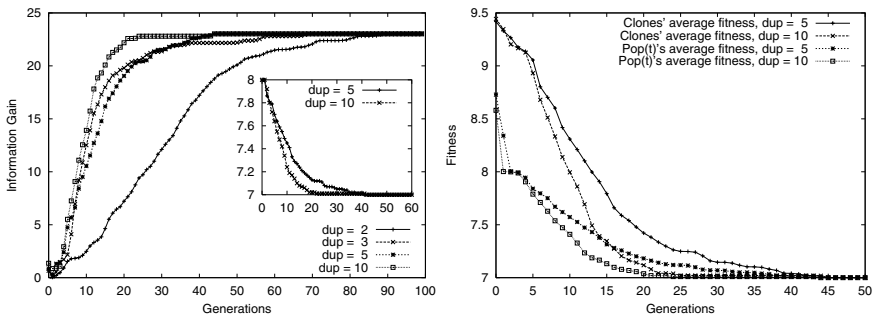 25
20
15
10
5
0
Information Gain
0 10 20 30 40 50 60 70 80 90 100
Generations
8
7.8
7.6
7.4
7.2
7
0 10 20 30 40 50 60
dup = 5
dup = 10
dup = 2
dup = 3
dup = 5
dup = 10
9.5
9
8.5
8
7.5
7
Fitness
0 5 10 15 20 25 30 35 40 45 50
Generations
Clones' average fitness, dup = 5
Clones' average fitness, dup = 10
Pop(t)'s average fitness, dup = 5
Pop(t)'s average fitness, dup = 10